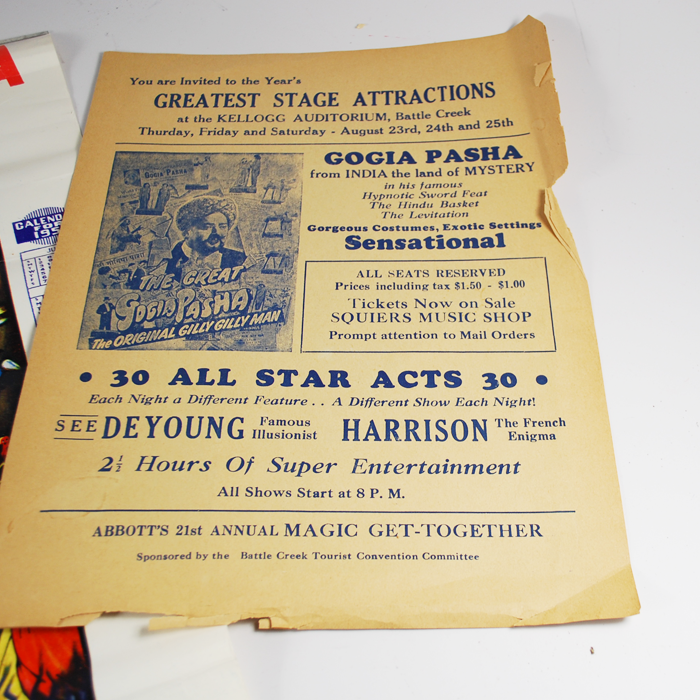 A
CALEND
FOR
195
You are Invited to the Year's
GREATEST STAGE ATTRACTIONS
at the KELLOGG AUDITORIUM, Battle Creek
Thursday, Friday and Saturday - August 23rd, 24th and 25th
GOGIA PASHA
THE GREAT
GOGIA PASHA
The ORIGINAL GILLY GILLY MAN
GOGIA PASHA
from INDIA the land of MYSTERY
in his famous
Hypnotic Sword Feat
The Hindu Basket
The Levitation
Gorgeous Costumes, Exotic Settings
Sensational
ALL SEATS RESERVED
Prices including tax $1.50 - $1.00
Tickets Now on Sale
SQUIERS MUSIC SHOP
Prompt attention to Mail Orders
• 30 ALL STAR ACTS 30 •
Each Night a Different Feature . . A Different Show Each Night!
SEE DEYOUNG Famous Illusionist HARRISON The French Enigma
2½ Hours Of Super Entertainment
All Shows Start at 8 P. M.
ABBOTT'S 21st ANNUAL MAGIC GET-TOGETHER
Sponsored by the Battle Creek Tourist Convention Committee